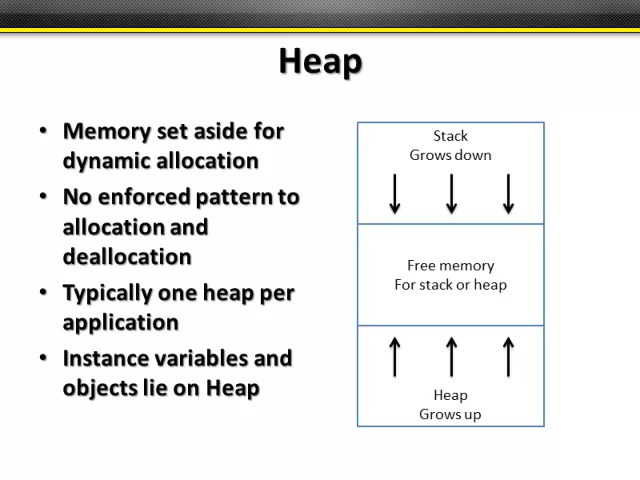 Heap
• Memory set aside for
dynamic allocation
• No enforced pattern to
allocation and
deallocation
• Typically one heap per
application
• Instance variables and
objects lie on Heap
Stack
Grows down
Free memory
For stack or heap
Heap
Grows up